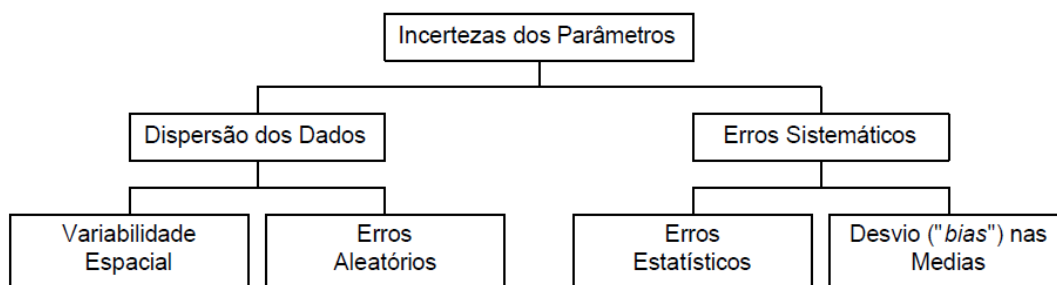 Incertezas dos Parâmetros
Dispersão dos Dados
Erros Sistemáticos
Variabilidade
Espacial
Erros
Aleatórios
Erros
Estatísticos
Desvio ("bias") nas
Medias